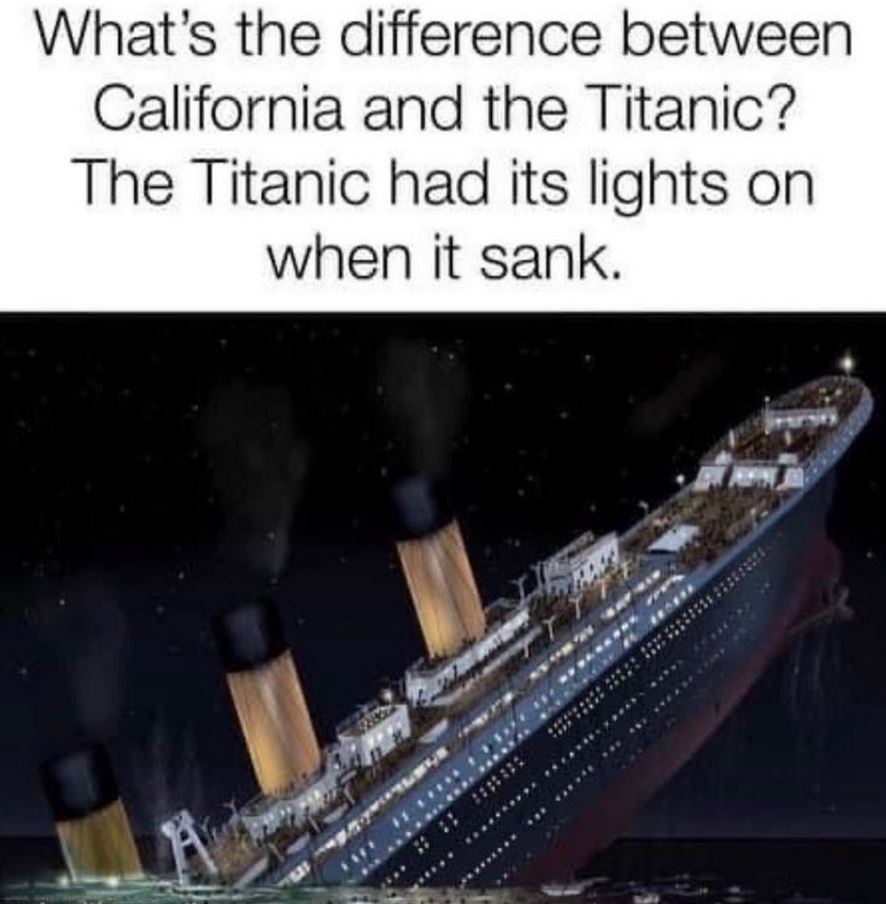 What’s the difference between
California and the Titanic?
The Titanic had its lights on
when it sank.